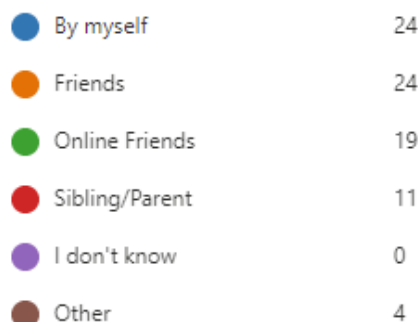 By myself 24
Friends 24
Online Friends 19
Sibling/Parent 11
I don't know 0
Other 4